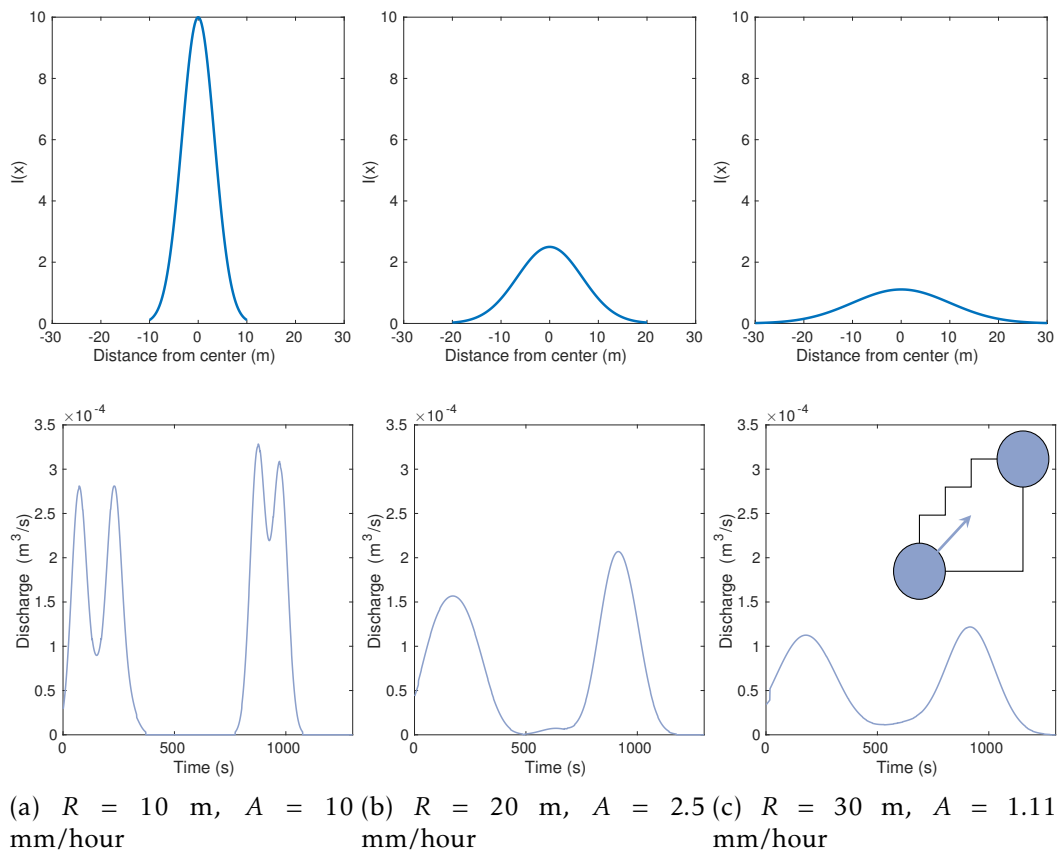 10
8
6
4
2
0
I(x)
-30 -20 -10 0 10 20 30
Distance from center (m)
10
8
6
4
2
0
I(x)
-30 -20 -10 0 10 20 30
Distance from center (m)
10
8
6
4
2
0
I(x)
-30 -20 -10 0 10 20 30
Distance from center (m)
×10⁻⁴
3.5
3
2.5
2
1.5
1
0.5
0
Discharge (m³/s)
0 500 1000
Time (s)
×10⁻⁴
3.5
3
2.5
2
1.5
1
0.5
0
Discharge (m³/s)
0 500 1000
Time (s)
×10⁻⁴
3.5
3
2.5
2
1.5
1
0.5
0
Discharge (m³/s)
0 500 1000
Time (s)
(a) R = 10 m, A = 10
mm/hour
(b) R = 20 m, A = 2.5
mm/hour
(c) R = 30 m, A = 1.11
mm/hour